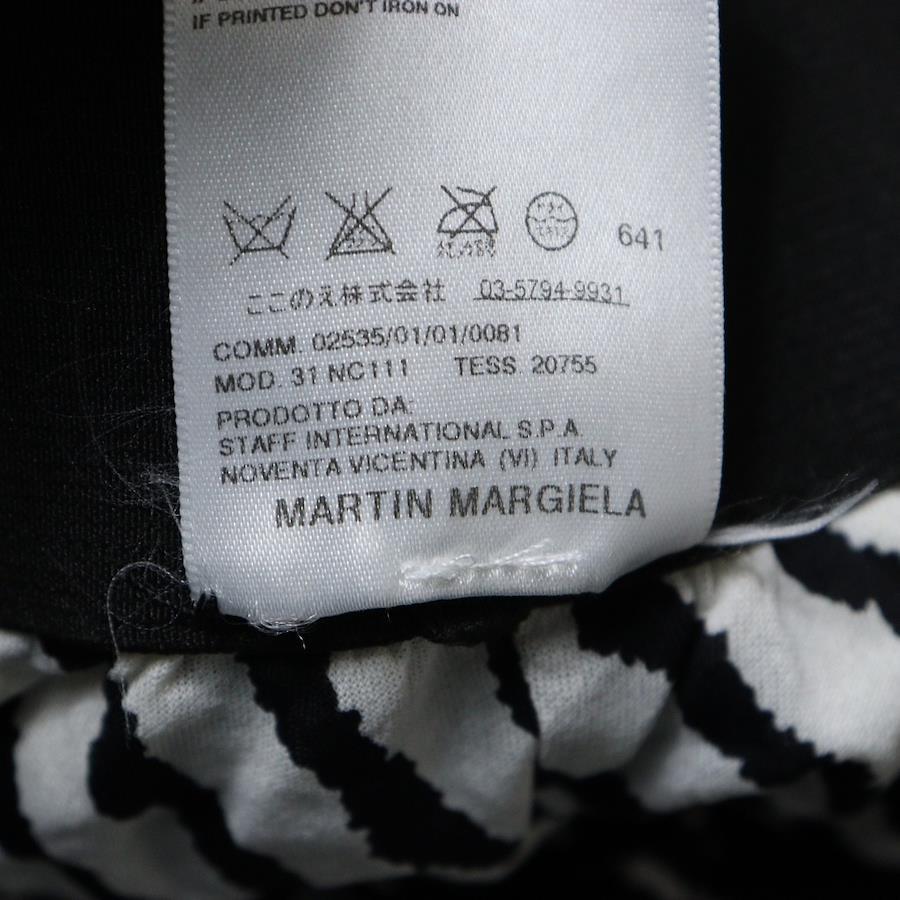 IF PRINTED DON'T IRON ON
641
ここのえ株式会社 03-5794-9931
COMM. 02535/01/01/0081
MOD. 31 NC111 TESS. 20755
PRODOTTO DA:
STAFF INTERNATIONAL S.P.A.
NOVENTA VICENTINA (VI) ITALY
MARTIN MARGIELA